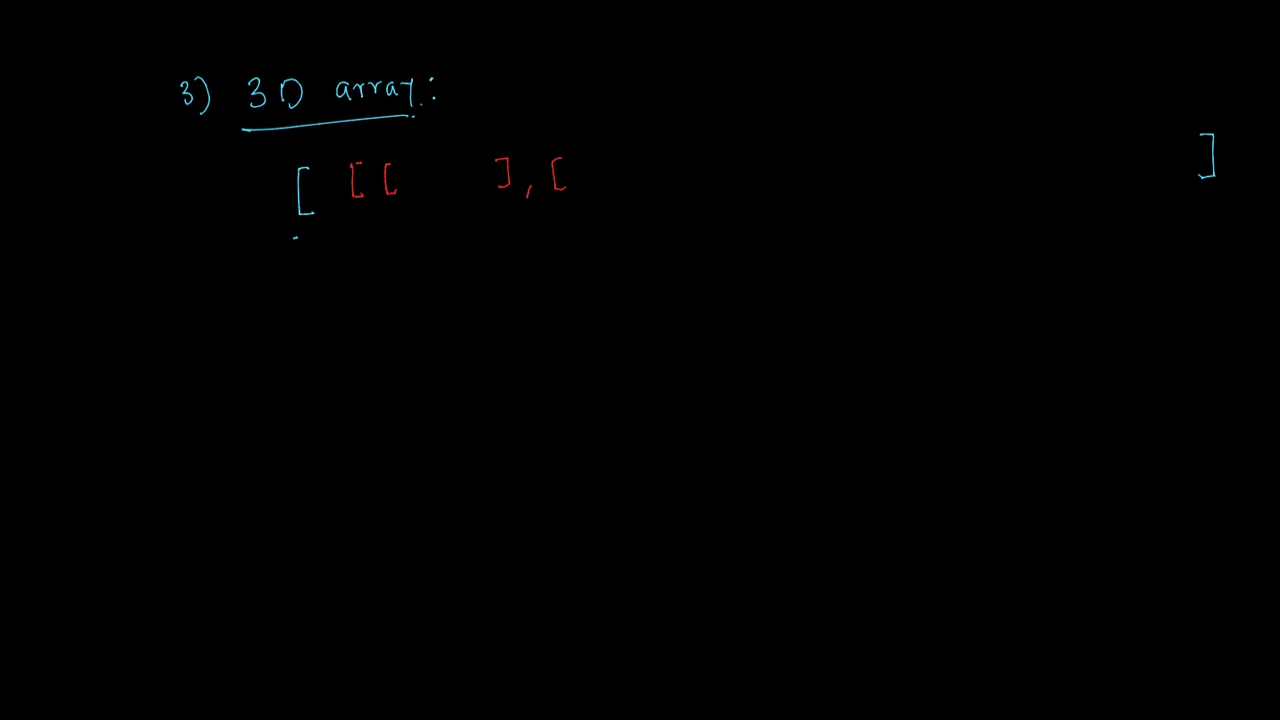 3) 3D array:
[ [ [ ] , [ ]